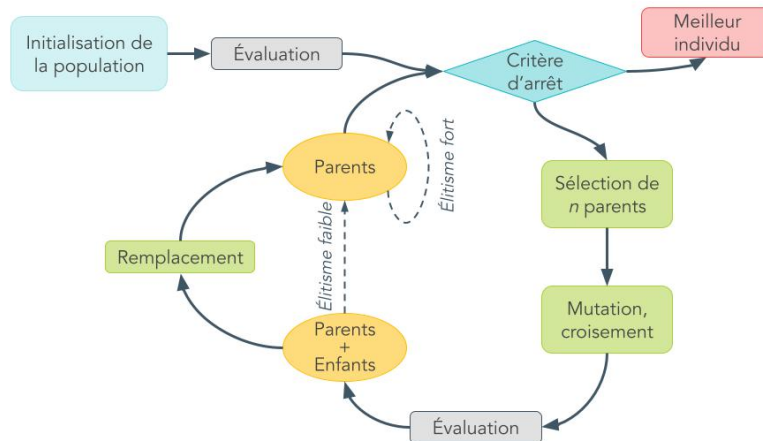 Initialisation de
la population
Évaluation
Critère
d'arrêt
Meilleur
individu
Parents
Élitisme fort
Sélection de
n parents
Remplacement
Élitisme faible
Mutation,
croisement
Parents
+
Enfants
Évaluation